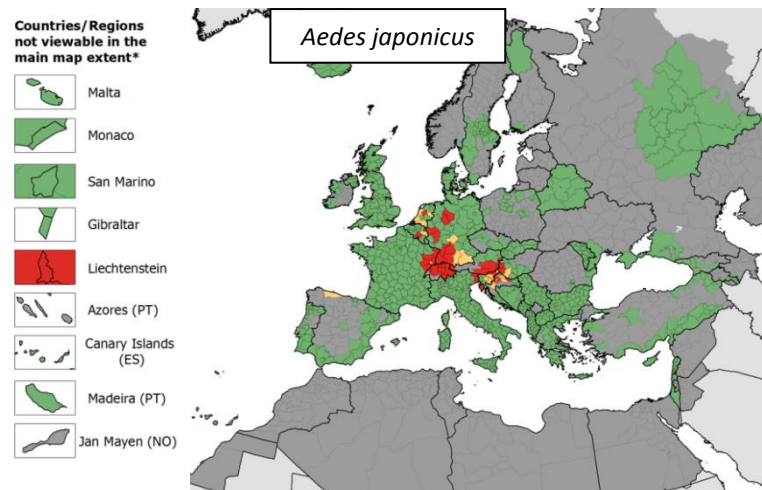 Countries/Regions
not viewable in the
main map extent*
Aedes japonicus
Malta
Monaco
San Marino
Gibraltar
Liechtenstein
Azores (PT)
Canary Islands
(ES)
Madeira (PT)
Jan Mayen (NO)